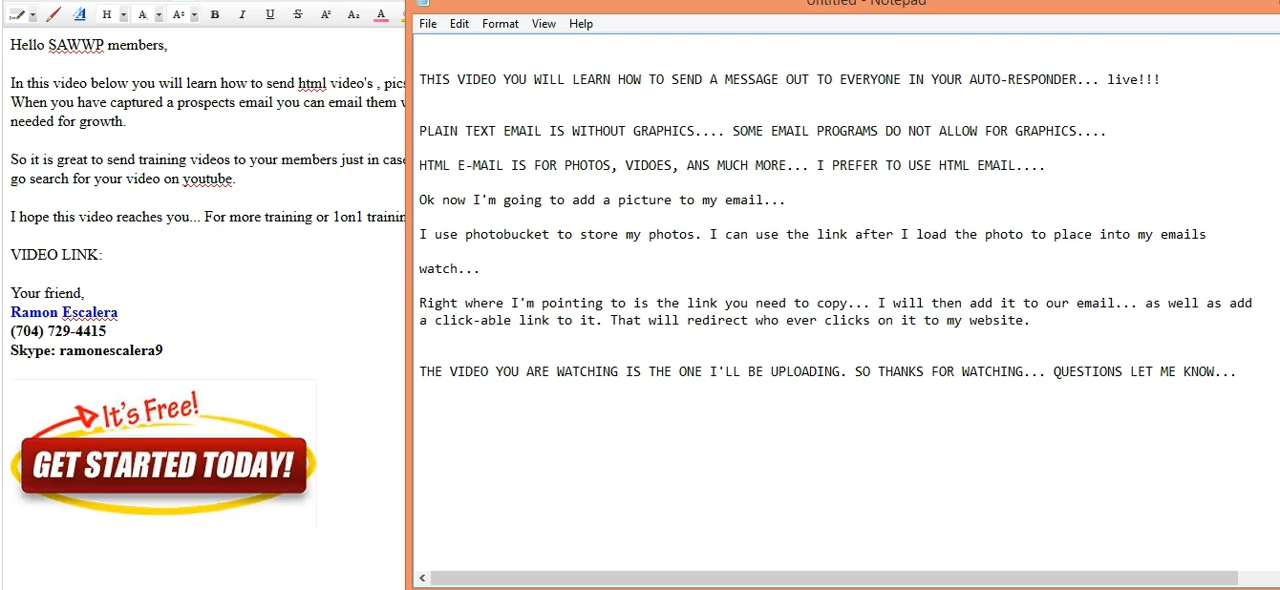 Untitled - Notepad
File Edit Format View Help
H A A B I U S A² A₂ A
Hello SAWWP members,
In this video below you will learn how to send html video's , pics
When you have captured a prospects email you can email them
needed for growth.
So it is great to send training videos to your members just in case
go search for your video on youtube.
I hope this video reaches you... For more training or 1on1 training
VIDEO LINK:
Your friend,
Ramon Escalera
(704) 729-4415
Skype: ramonescalera9
It's Free!
GET STARTED TODAY!
THIS VIDEO YOU WILL LEARN HOW TO SEND A MESSAGE OUT TO EVERYONE IN YOUR AUTO-RESPONDER... live!!!
PLAIN TEXT EMAIL IS WITHOUT GRAPHICS.... SOME EMAIL PROGRAMS DO NOT ALLOW FOR GRAPHICS....
HTML E-MAIL IS FOR PHOTOS, VIDOES, ANS MUCH MORE... I PREFER TO USE HTML EMAIL....
Ok now I'm going to add a picture to my email...
I use photobucket to store my photos. I can use the link after I load the photo to place into my emails
watch...
Right where I'm pointing to is the link you need to copy... I will then add it to our email... as well as add
a click-able link to it. That will redirect who ever clicks on it to my website.
THE VIDEO YOU ARE WATCHING IS THE ONE I'LL BE UPLOADING. SO THANKS FOR WATCHING... QUESTIONS LET ME KNOW...